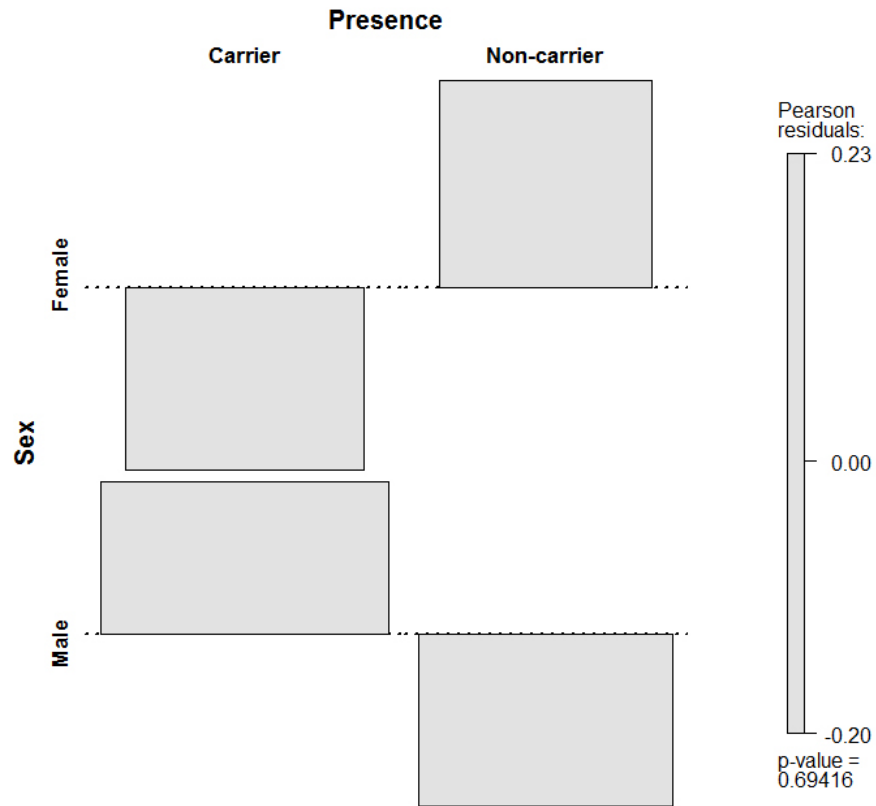 Presence
Carrier Non-carrier
Sex
Female
Male
Pearson
residuals:
0.23
0.00
-0.20
p-value =
0.69416